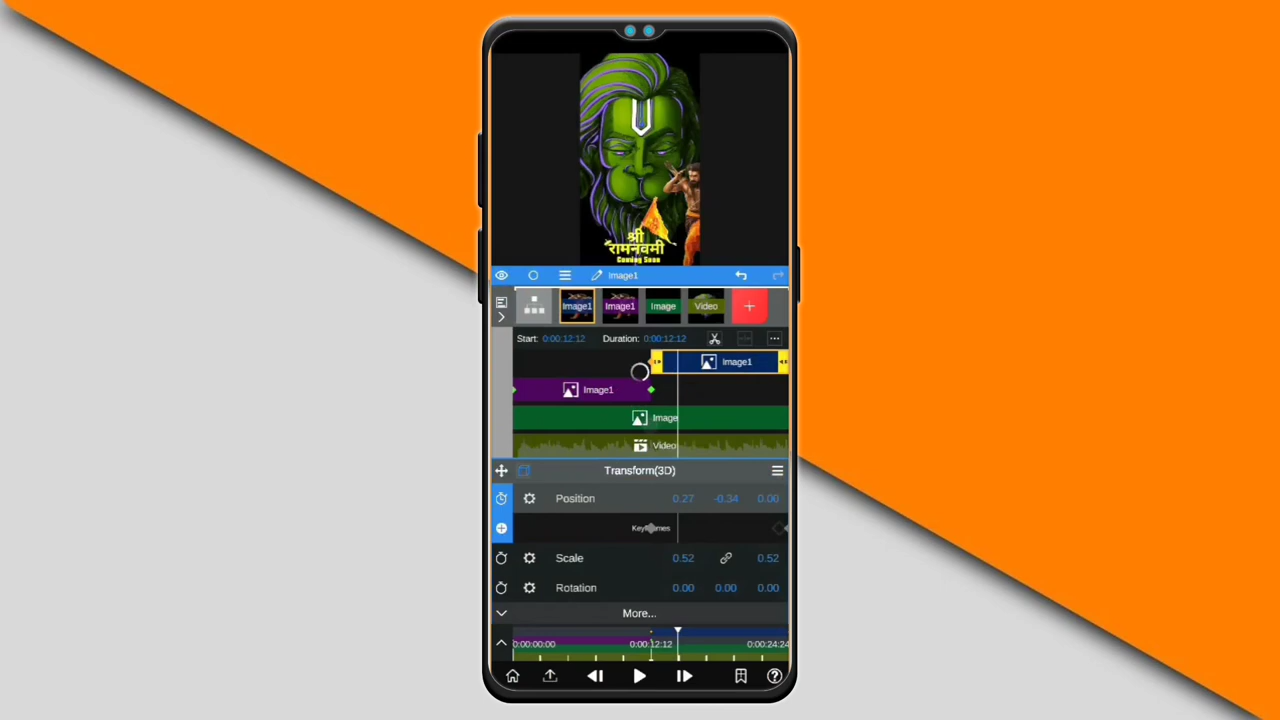 श्री
रामनवमी
Coming Soon
Image1
Image1 Image1 Image Video
Start: 0:00:12:12 Duration: 0:00:12:12
Image1
Image1
Image
Video
Transform(3D)
Position 0.27 -0.34 0.00
Keyframes
Scale 0.52 0.52
Rotation 0.00 0.00 0.00
More...
0:00:00:00 0:00:12:12 0:00:24:24